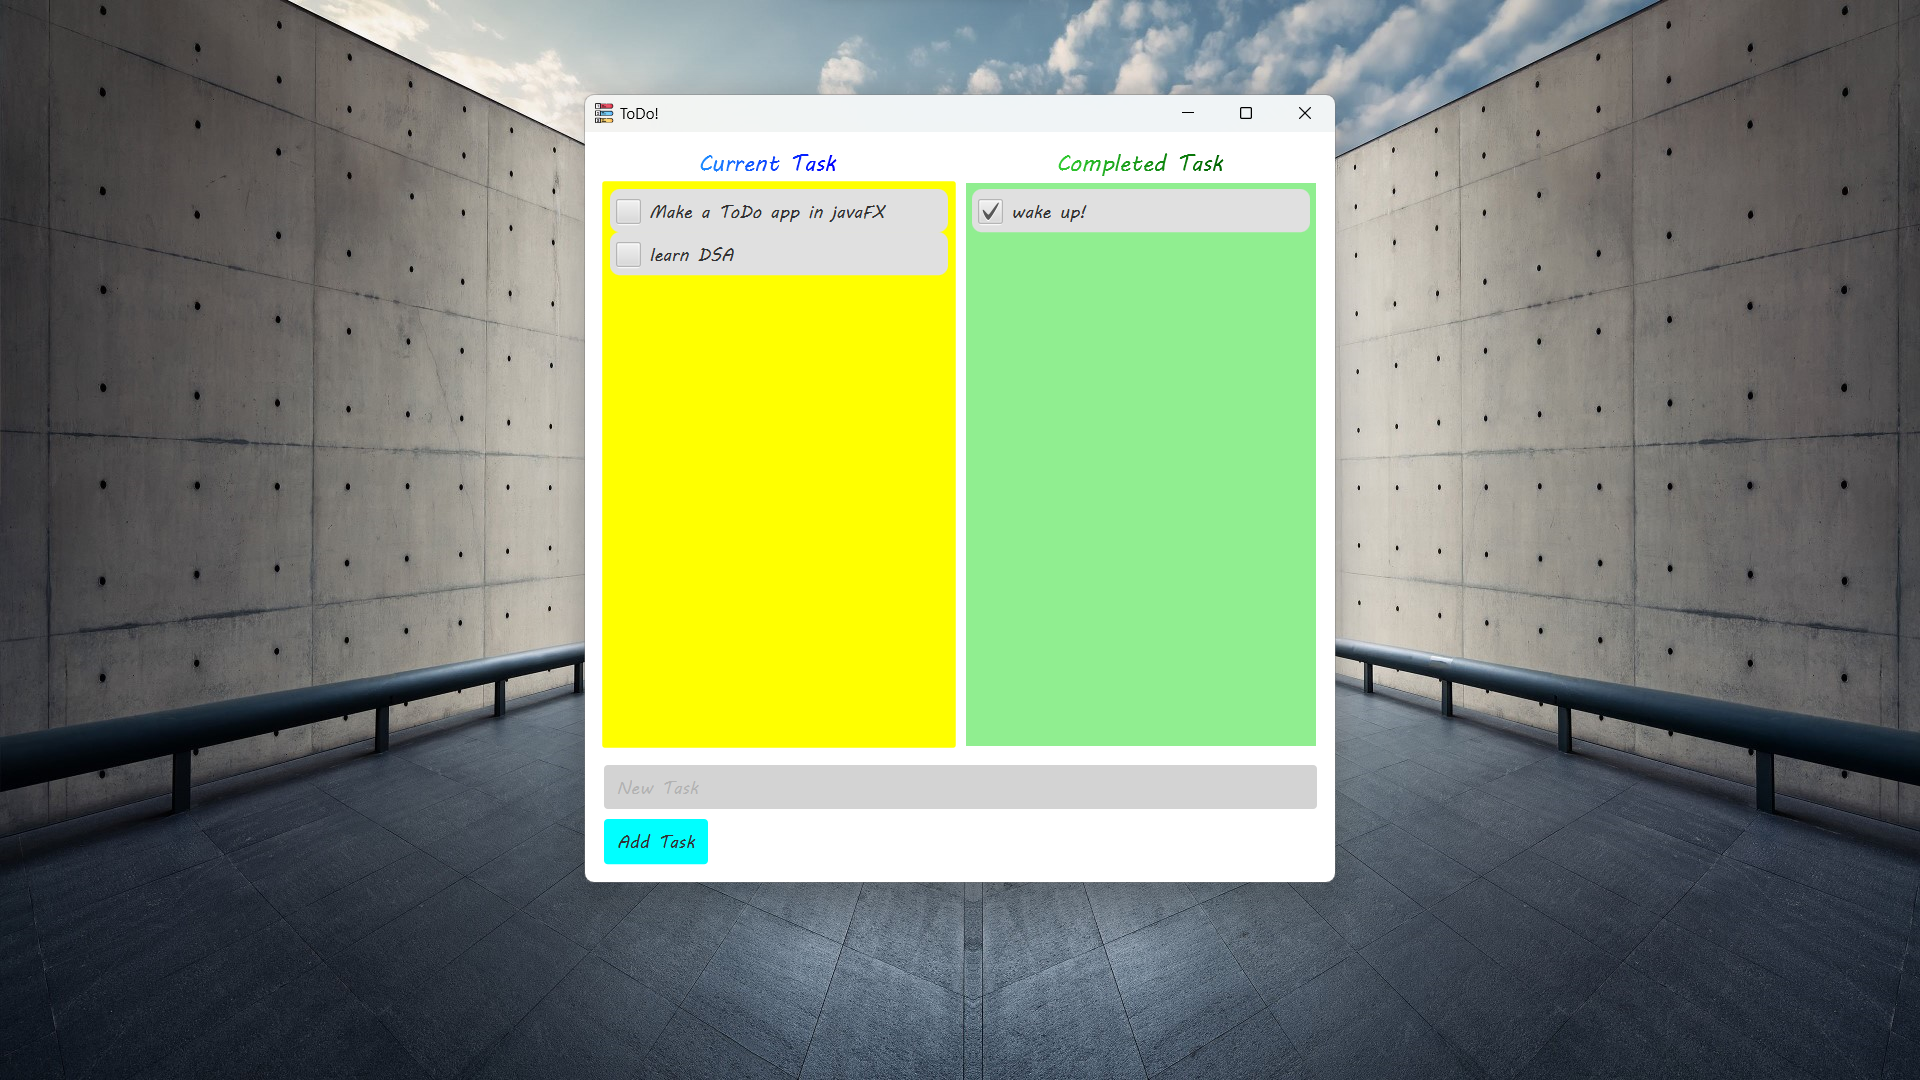 ToDo!
Current Task
Completed Task
Make a ToDo app in javaFX
learn DSA
wake up!
New Task
Add Task